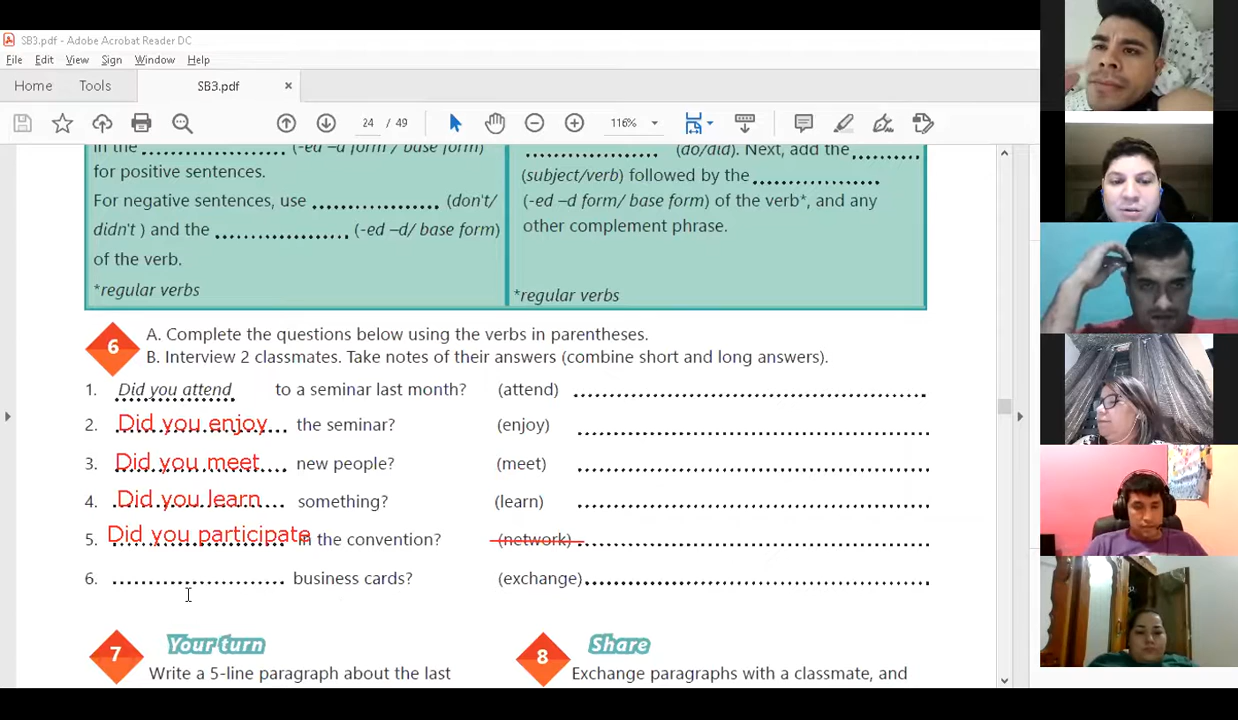 SB3.pdf - Adobe Acrobat Reader DC
File Edit View Sign Window Help
Home Tools SB3.pdf ×
24 / 49 116%
in the .................... (-ed –d form / base form)
for positive sentences.
For negative sentences, use .................... (don't/
didn't ) and the .................... (-ed –d/ base form)
of the verb.
*regular verbs
.................... (do/did). Next, add the ..........
(subject/verb) followed by the ....................
(-ed –d form/ base form) of the verb*, and any
other complement phrase.
*regular verbs
6
A. Complete the questions below using the verbs in parentheses.
B. Interview 2 classmates. Take notes of their answers (combine short and long answers).
1. Did you attend to a seminar last month? (attend) ....................
2. Did you enjoy the seminar? (enjoy) ....................
3. Did you meet new people? (meet) ....................
4. Did you learn something? (learn) ....................
5. Did you participate in the convention? (network) ....................
6. .................... business cards? (exchange) ....................
7 Your turn
Write a 5-line paragraph about the last
8 Share
Exchange paragraphs with a classmate, and